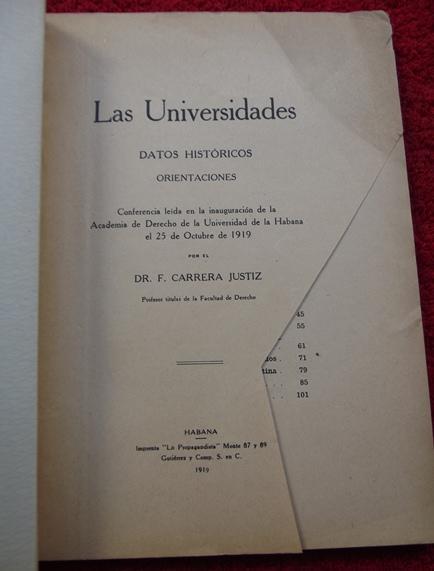 Las Universidades
DATOS HISTÓRICOS
ORIENTACIONES
Conferencia leída en la inauguración de la
Academia de Derecho de la Universidad de la Habana
el 25 de Octubre de 1919
POR EL
DR. F. CARRERA JUSTIZ
Profesor titular de la Facultad de Derecho
45
55
61
dos . 71
tina . 79
. . 85
. . 101
HABANA
Imprenta "La Propagandista" Monte 87 y 89
Gutiérrez y Comp. S. en C.
1919